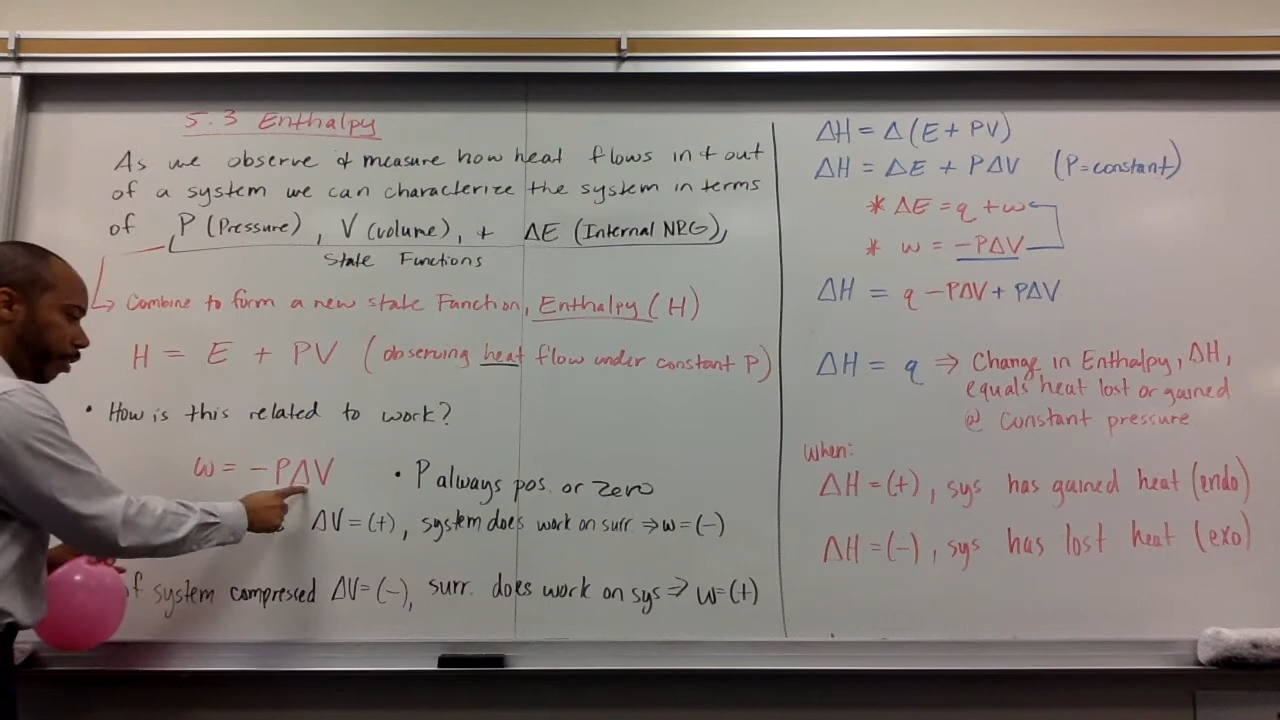 5.3 Enthalpy
As we observe & measure how heat flows in + out
of a system we can characterize the system in terms
of P (Pressure), V (volume), + ΔE (Internal NRG),
State Functions
↳ Combine to form a new state Function, Enthalpy (H)
H = E + PV (observing heat flow under constant P)
• How is this related to work?
w = -PΔV • P always pos. or zero
ΔV = (+), system does work on surr. ⇒ w = (-)
f system compressed ΔV = (-), surr. does work on sys ⇒ w = (+)
ΔH = Δ(E + PV)
ΔH = ΔE + PΔV (P = constant)
* ΔE = q + w
* w = -PΔV
ΔH = q - PΔV + PΔV
ΔH = q ⇒ Change in Enthalpy, ΔH,
equals heat lost or gained
@ constant pressure
When:
ΔH = (+), sys has gained heat (endo)
ΔH = (-), sys has lost heat (exo)